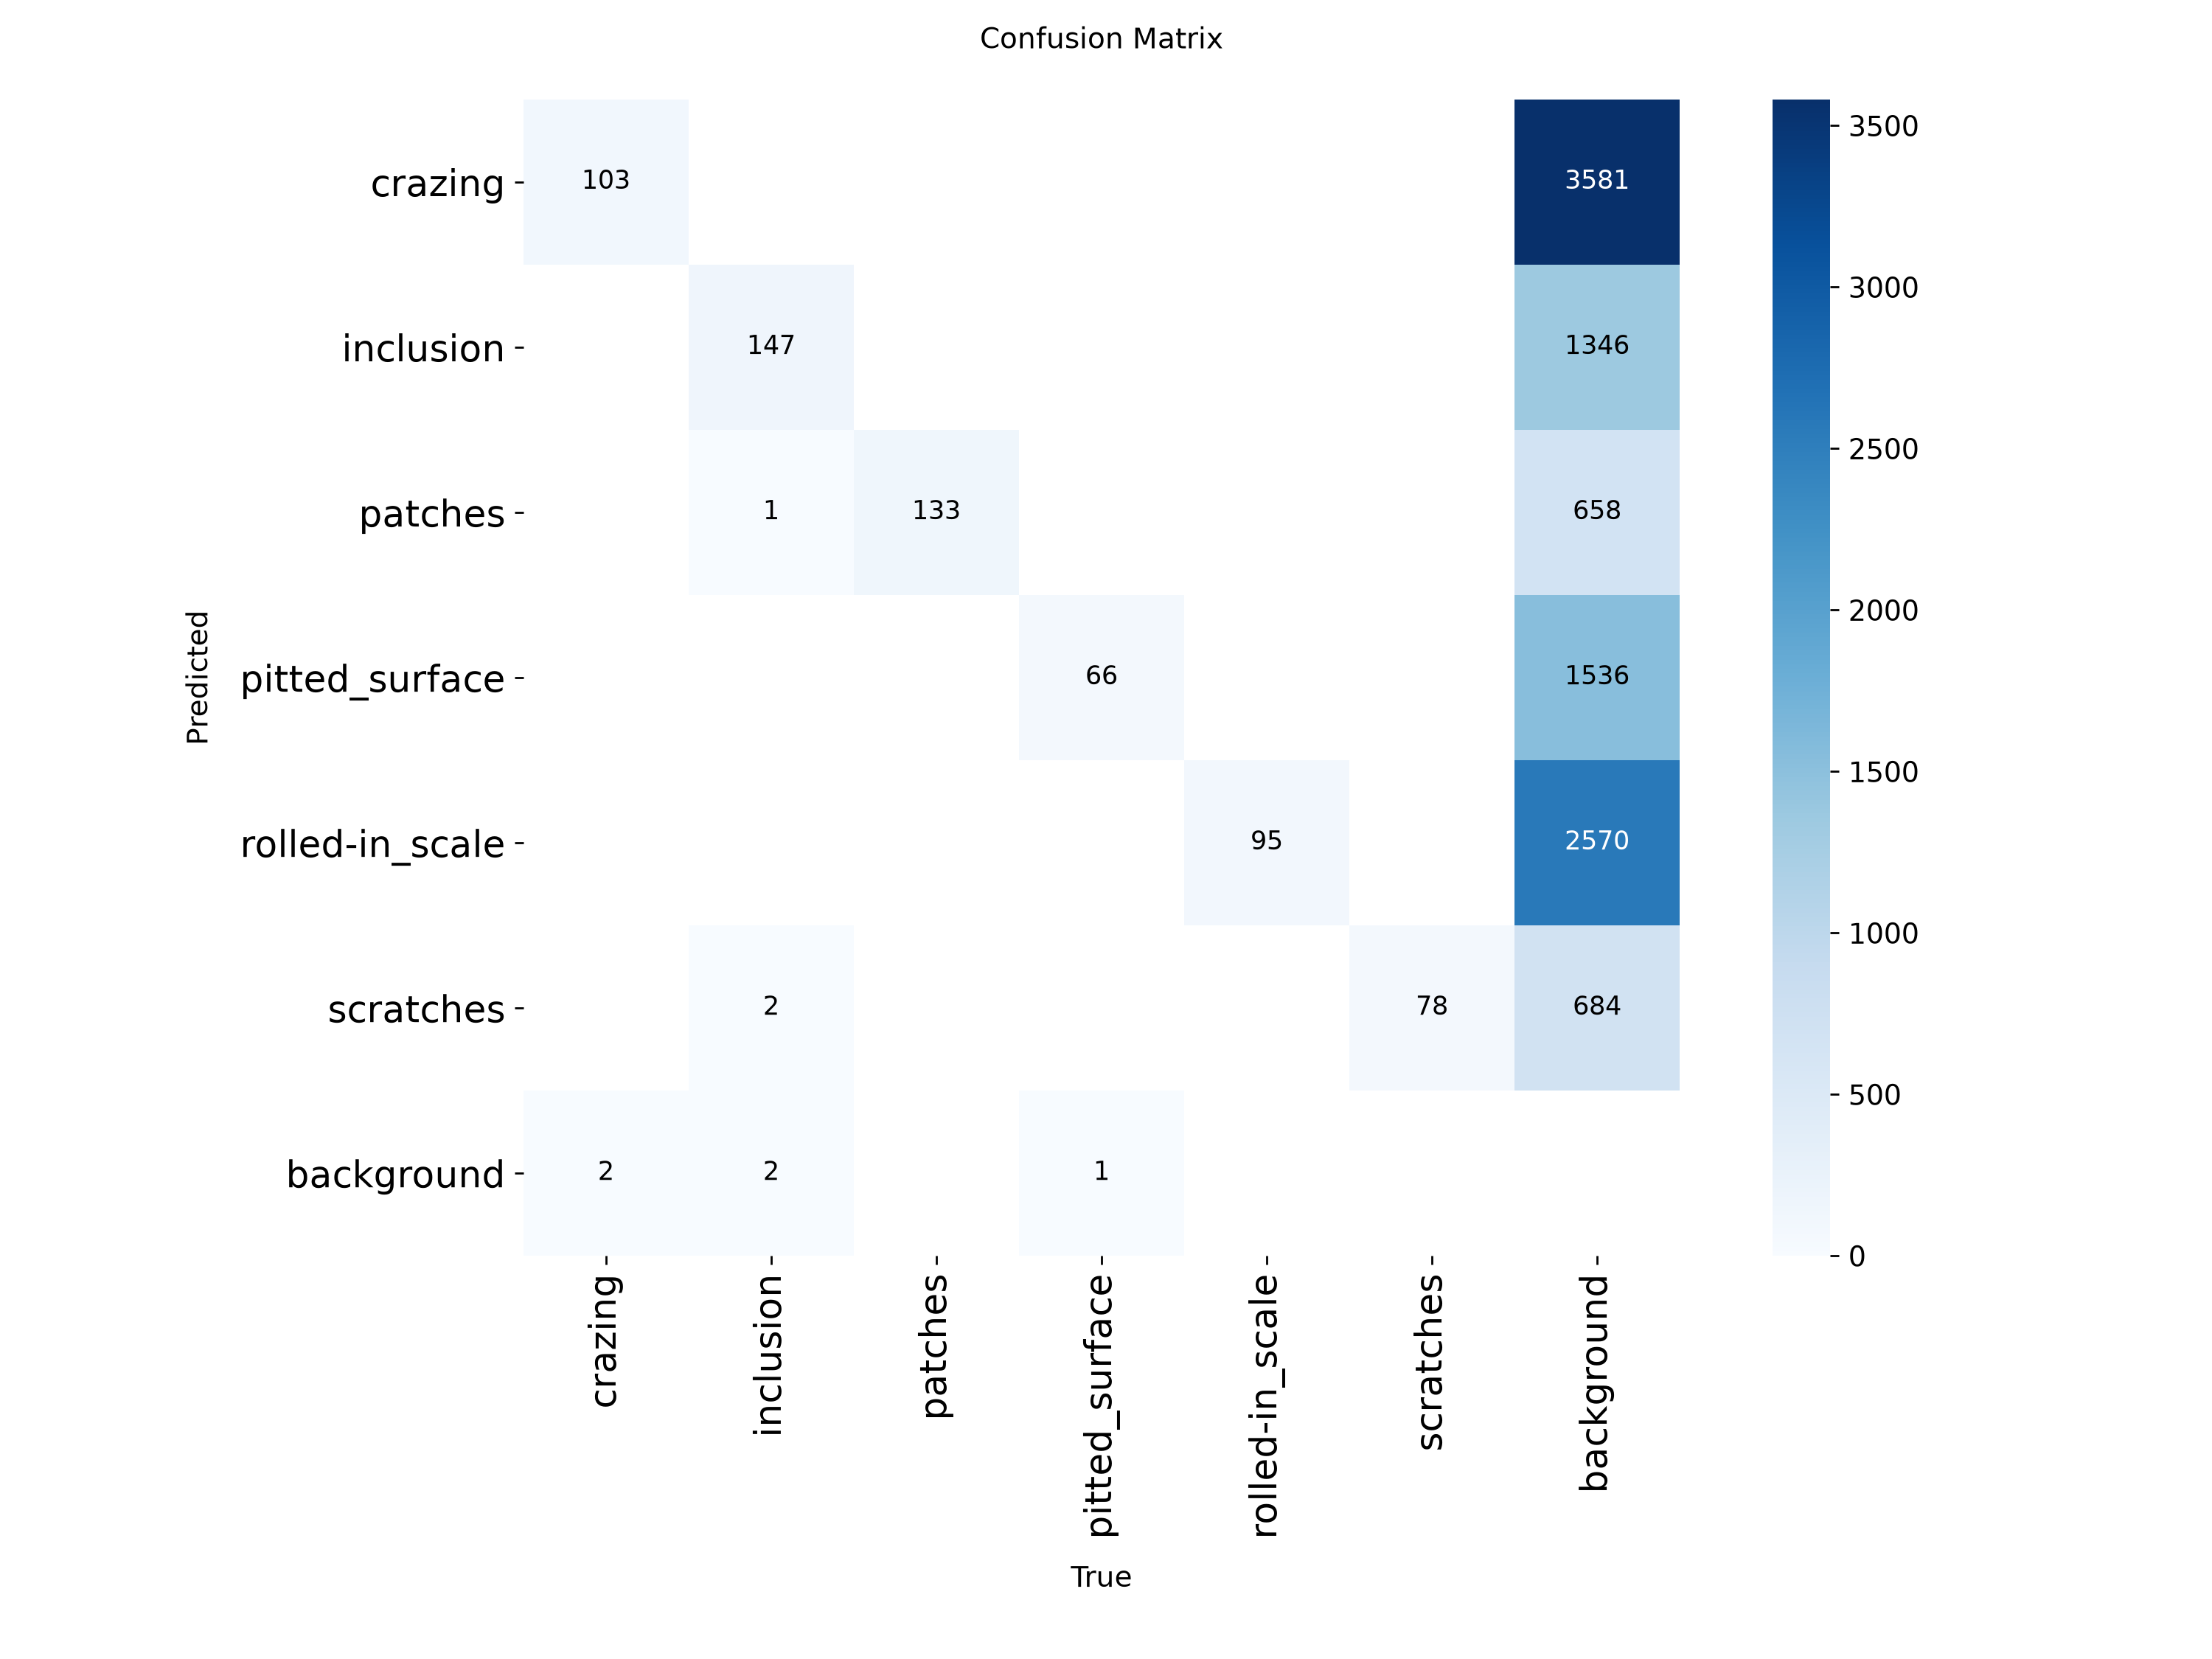 Confusion Matrix
crazing
103
3581
3500
3000
inclusion
147
1346
2500
patches
1
133
658
2000
Predicted
pitted_surface
66
1536
1500
rolled-in_scale
95
2570
1000
scratches
2
78
684
500
background
2
2
1
0
crazing
inclusion
patches
pitted_surface
rolled-in_scale
scratches
background
True